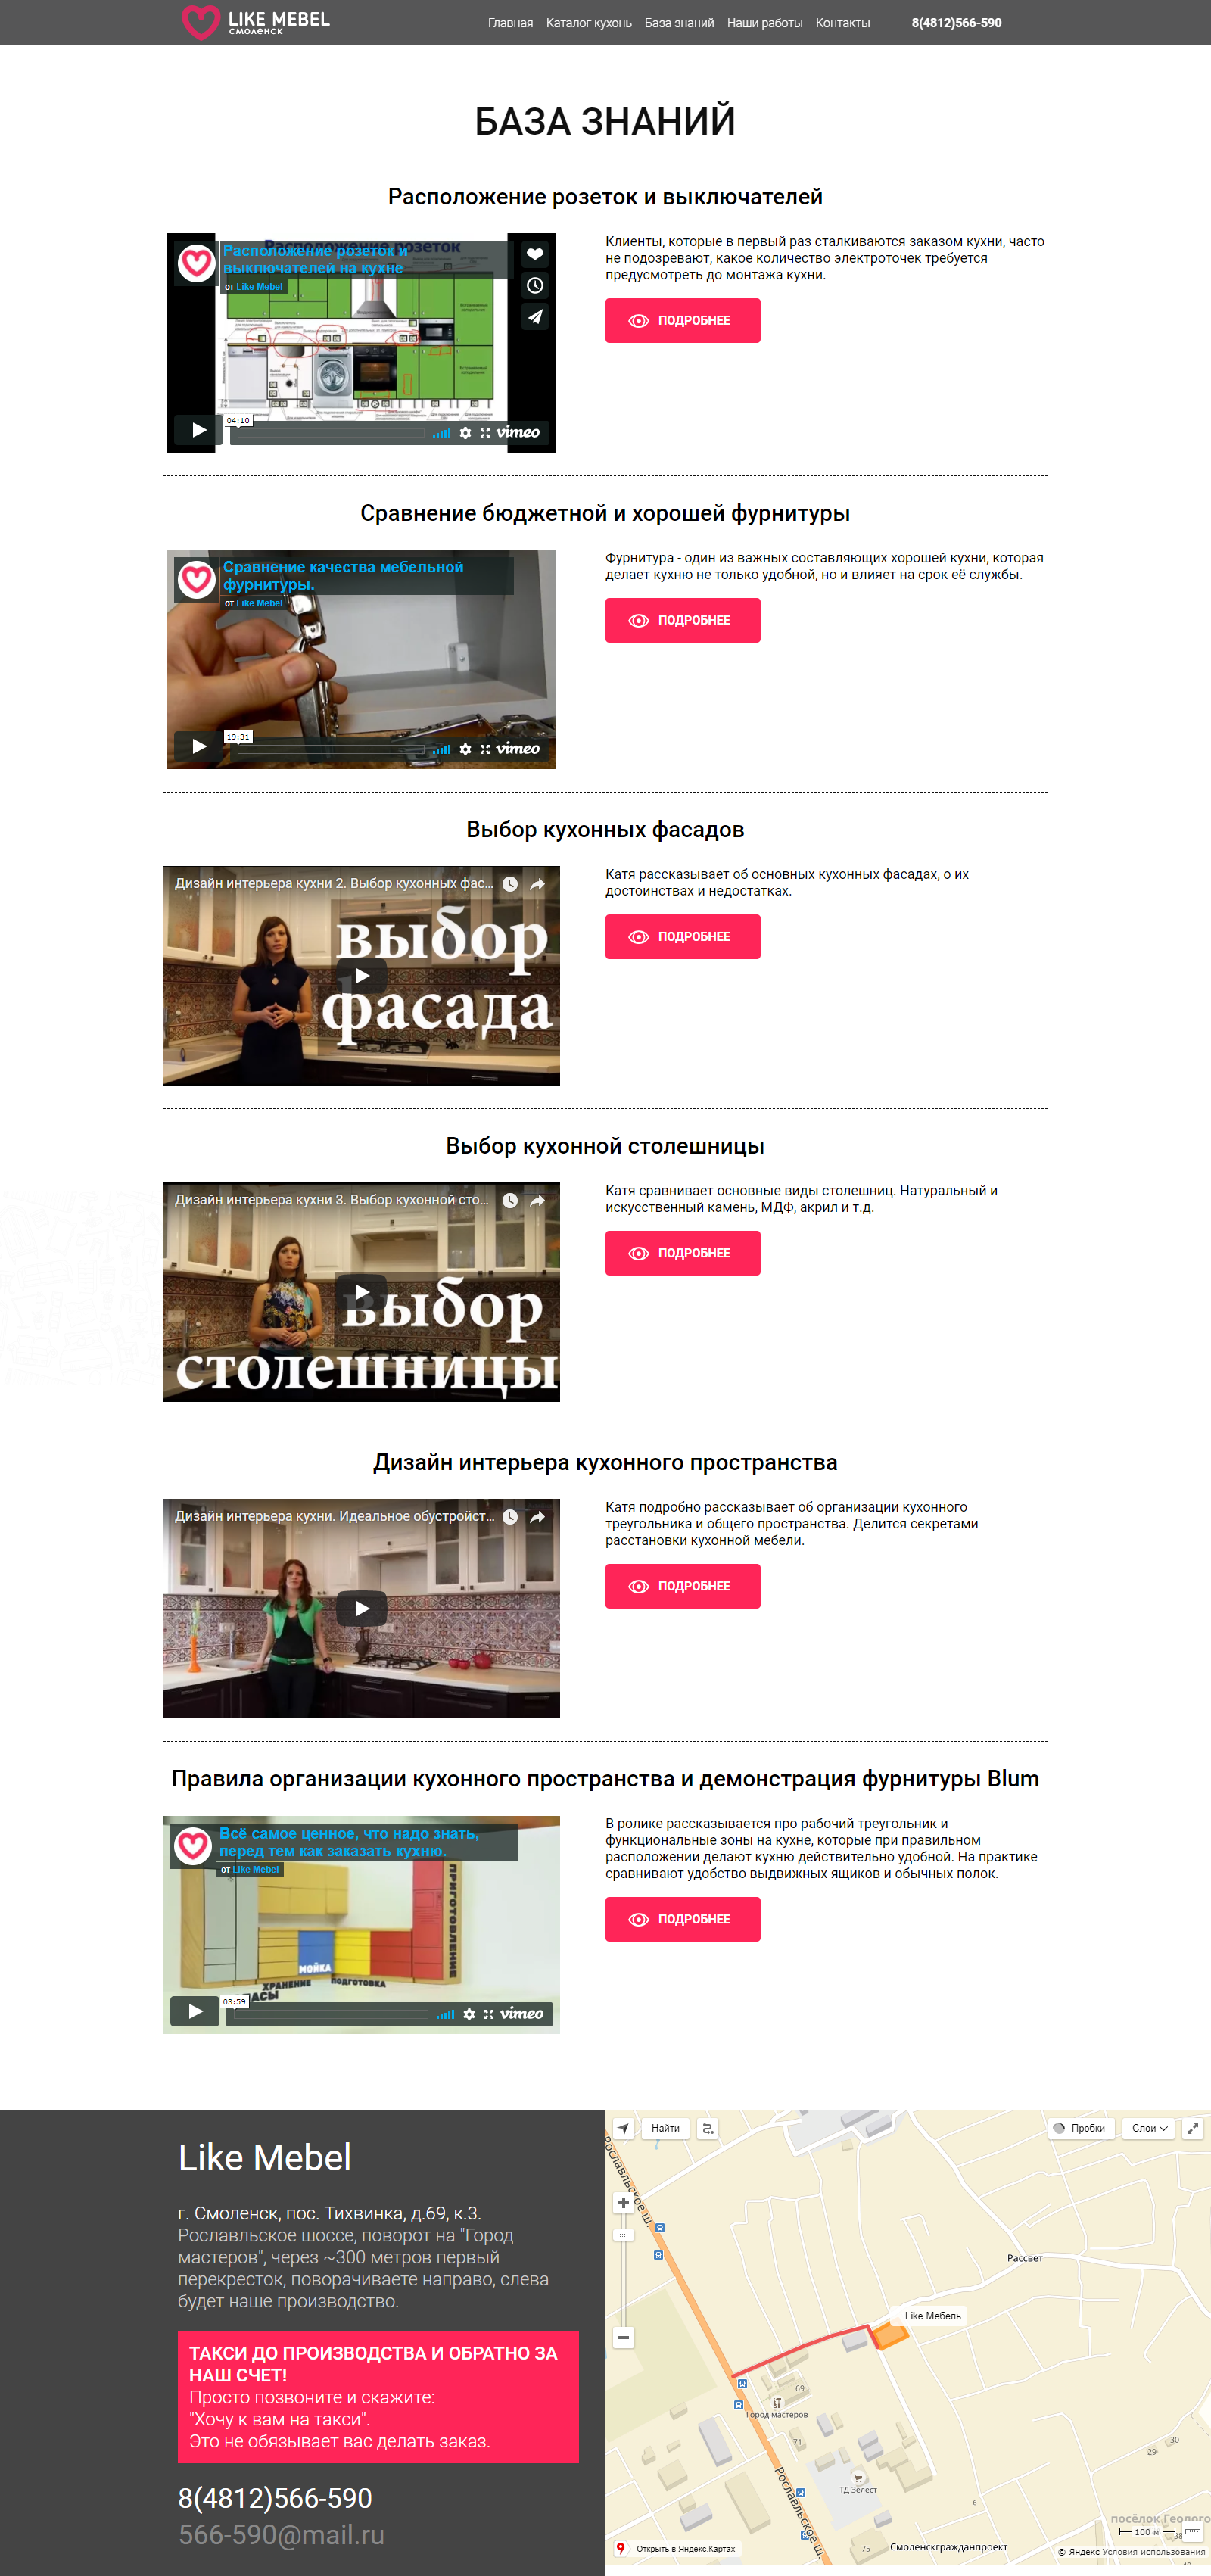 LIKE MEBEL
СМОЛЕНСК
Главная Каталог кухонь База знаний Наши работы Контакты 8(4812)566-590
БАЗА ЗНАНИЙ
Расположение розеток и выключателей
Расположение розеток и
выключателей на кухне
от Like Mebel
04:10
vimeo
Клиенты, которые в первый раз сталкиваются заказом кухни, часто
не подозревают, какое количество электроточек требуется
предусмотреть до монтажа кухни.
ПОДРОБНЕЕ
Сравнение бюджетной и хорошей фурнитуры
Сравнение качества мебельной
фурнитуры.
от Like Mebel
19:31
vimeo
Фурнитура - один из важных составляющих хорошей кухни, которая
делает кухню не только удобной, но и влияет на срок её службы.
ПОДРОБНЕЕ
Выбор кухонных фасадов
Дизайн интерьера кухни 2. Выбор кухонных фас...
выбор
фасада
Катя рассказывает об основных кухонных фасадах, о их
достоинствах и недостатках.
ПОДРОБНЕЕ
Выбор кухонной столешницы
Дизайн интерьера кухни 3. Выбор кухонной сто...
выбор
столешницы
Катя сравнивает основные виды столешниц. Натуральный и
искусственный камень, МДФ, акрил и т.д.
ПОДРОБНЕЕ
Дизайн интерьера кухонного пространства
Дизайн интерьера кухни. Идеальное обустройст...
Катя подробно рассказывает об организации кухонного
треугольника и общего пространства. Делится секретами
расстановки кухонной мебели.
ПОДРОБНЕЕ
Правила организации кухонного пространства и демонстрация фурнитуры Blum
Всё самое ценное, что надо знать,
перед тем как заказать кухню.
от Like Mebel
ПРИГОТОВЛЕНИЕ
МОЙКА
ХРАНЕНИЕ
ПОДГОТОВКА
03:59
vimeo
В ролике рассказывается про рабочий треугольник и
функциональные зоны на кухне, которые при правильном
расположении делают кухню действительно удобной. На практике
сравнивают удобство выдвижных ящиков и обычных полок.
ПОДРОБНЕЕ
Like Mebel
г. Смоленск, пос. Тихвинка, д.69, к.3.
Рославльское шоссе, поворот на "Город
мастеров", через ~300 метров первый
перекресток, поворачиваете направо, слева
будет наше производство.
ТАКСИ ДО ПРОИЗВОДСТВА И ОБРАТНО ЗА
НАШ СЧЕТ!
Просто позвоните и скажите:
"Хочу к вам на такси".
Это не обязывает вас делать заказ.
8(4812)566-590
566-590@mail.ru
Найти
Пробки
Слои
Рославльское ш.
Рассвет
Like Мебель
69
Город мастеров
71
30
29
ТД Зелест
Рославльское ш.
6
посёлок Геолого
100 м
38
75
Смоленскгражданпроект
Открыть в Яндекс.Картах
© Яндекс Условия использования